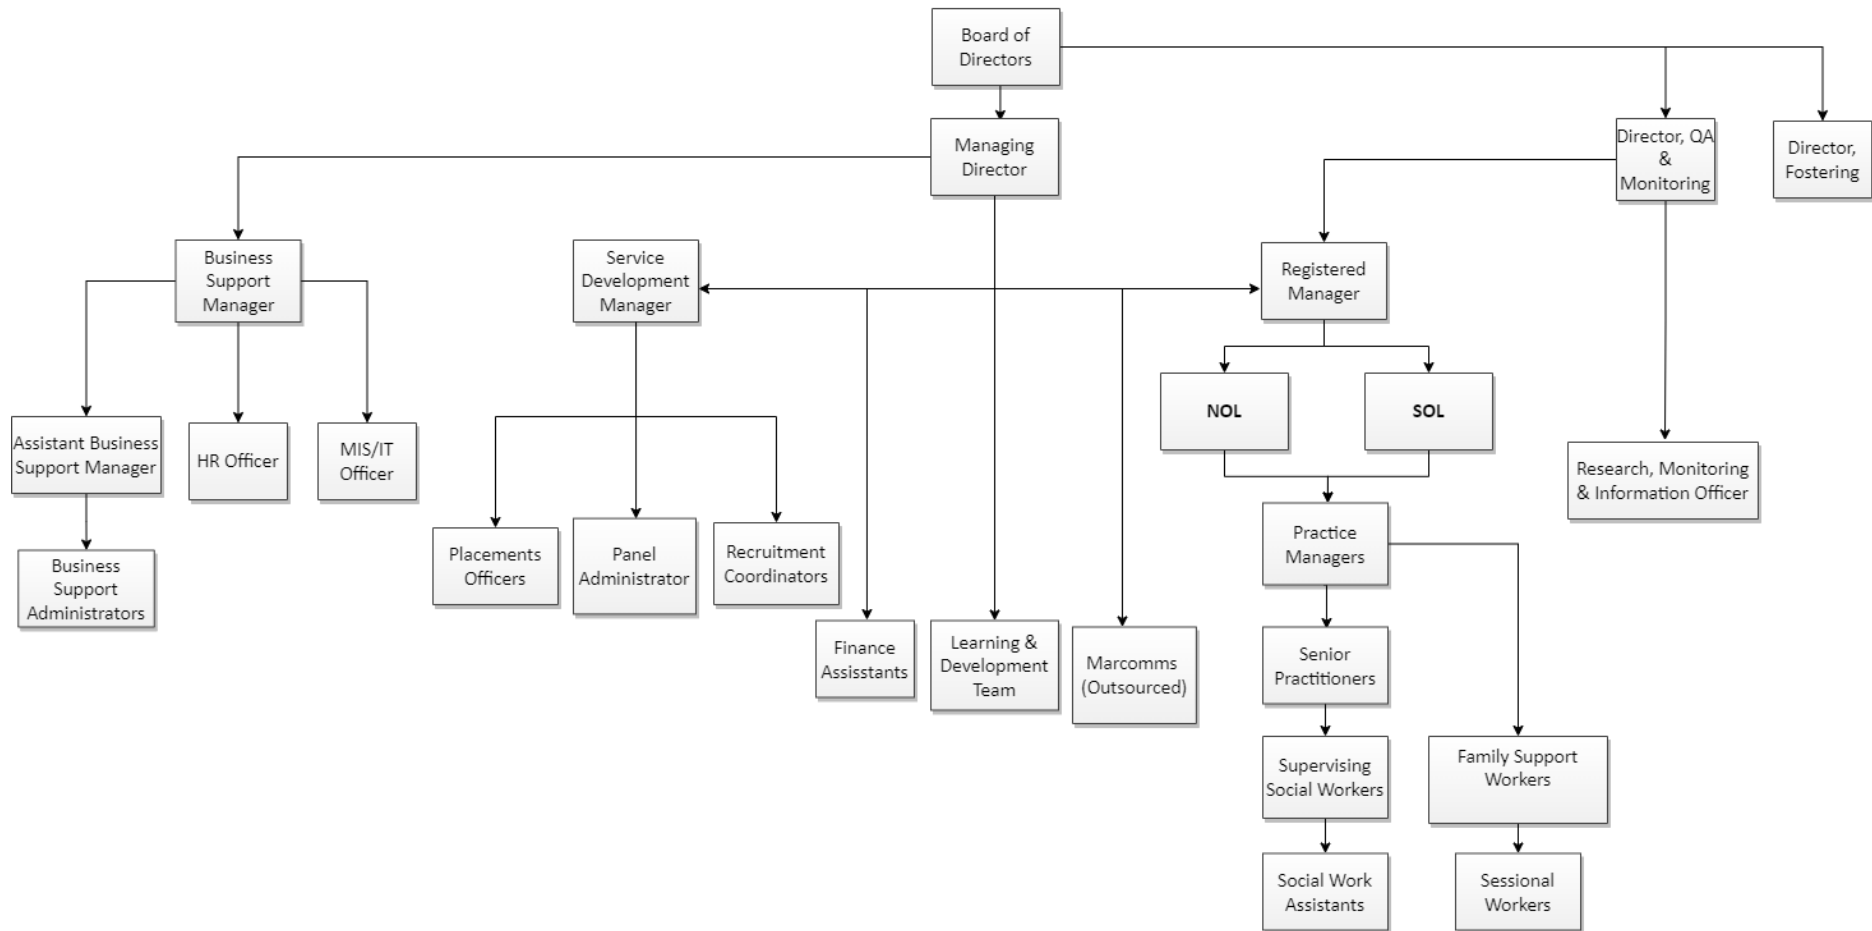 Board of
Directors
Managing
Director
Director, QA
&
Monitoring
Director,
Fostering
Business
Support
Manager
Service
Development
Manager
Registered
Manager
NOL
SOL
Assistant Business
Support Manager
HR Officer
MIS/IT
Officer
Research, Monitoring
& Information Officer
Placements
Officers
Panel
Administrator
Recruitment
Coordinators
Practice
Managers
Business
Support
Administrators
Finance
Assisstants
Learning &
Development
Team
Marcomms
(Outsourced)
Senior
Practitioners
Supervising
Social Workers
Family Support
Workers
Social Work
Assistants
Sessional
Workers